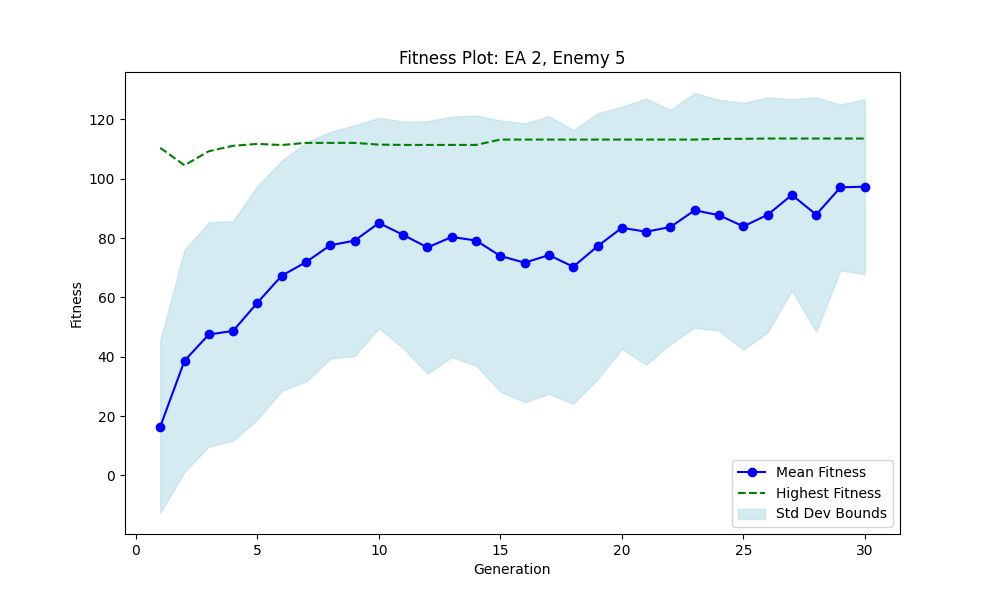 Fitness Plot: EA 2, Enemy 5
Fitness
120
100
80
60
40
20
0
0 5 10 15 20 25 30
Generation
Mean Fitness
Highest Fitness
Std Dev Bounds